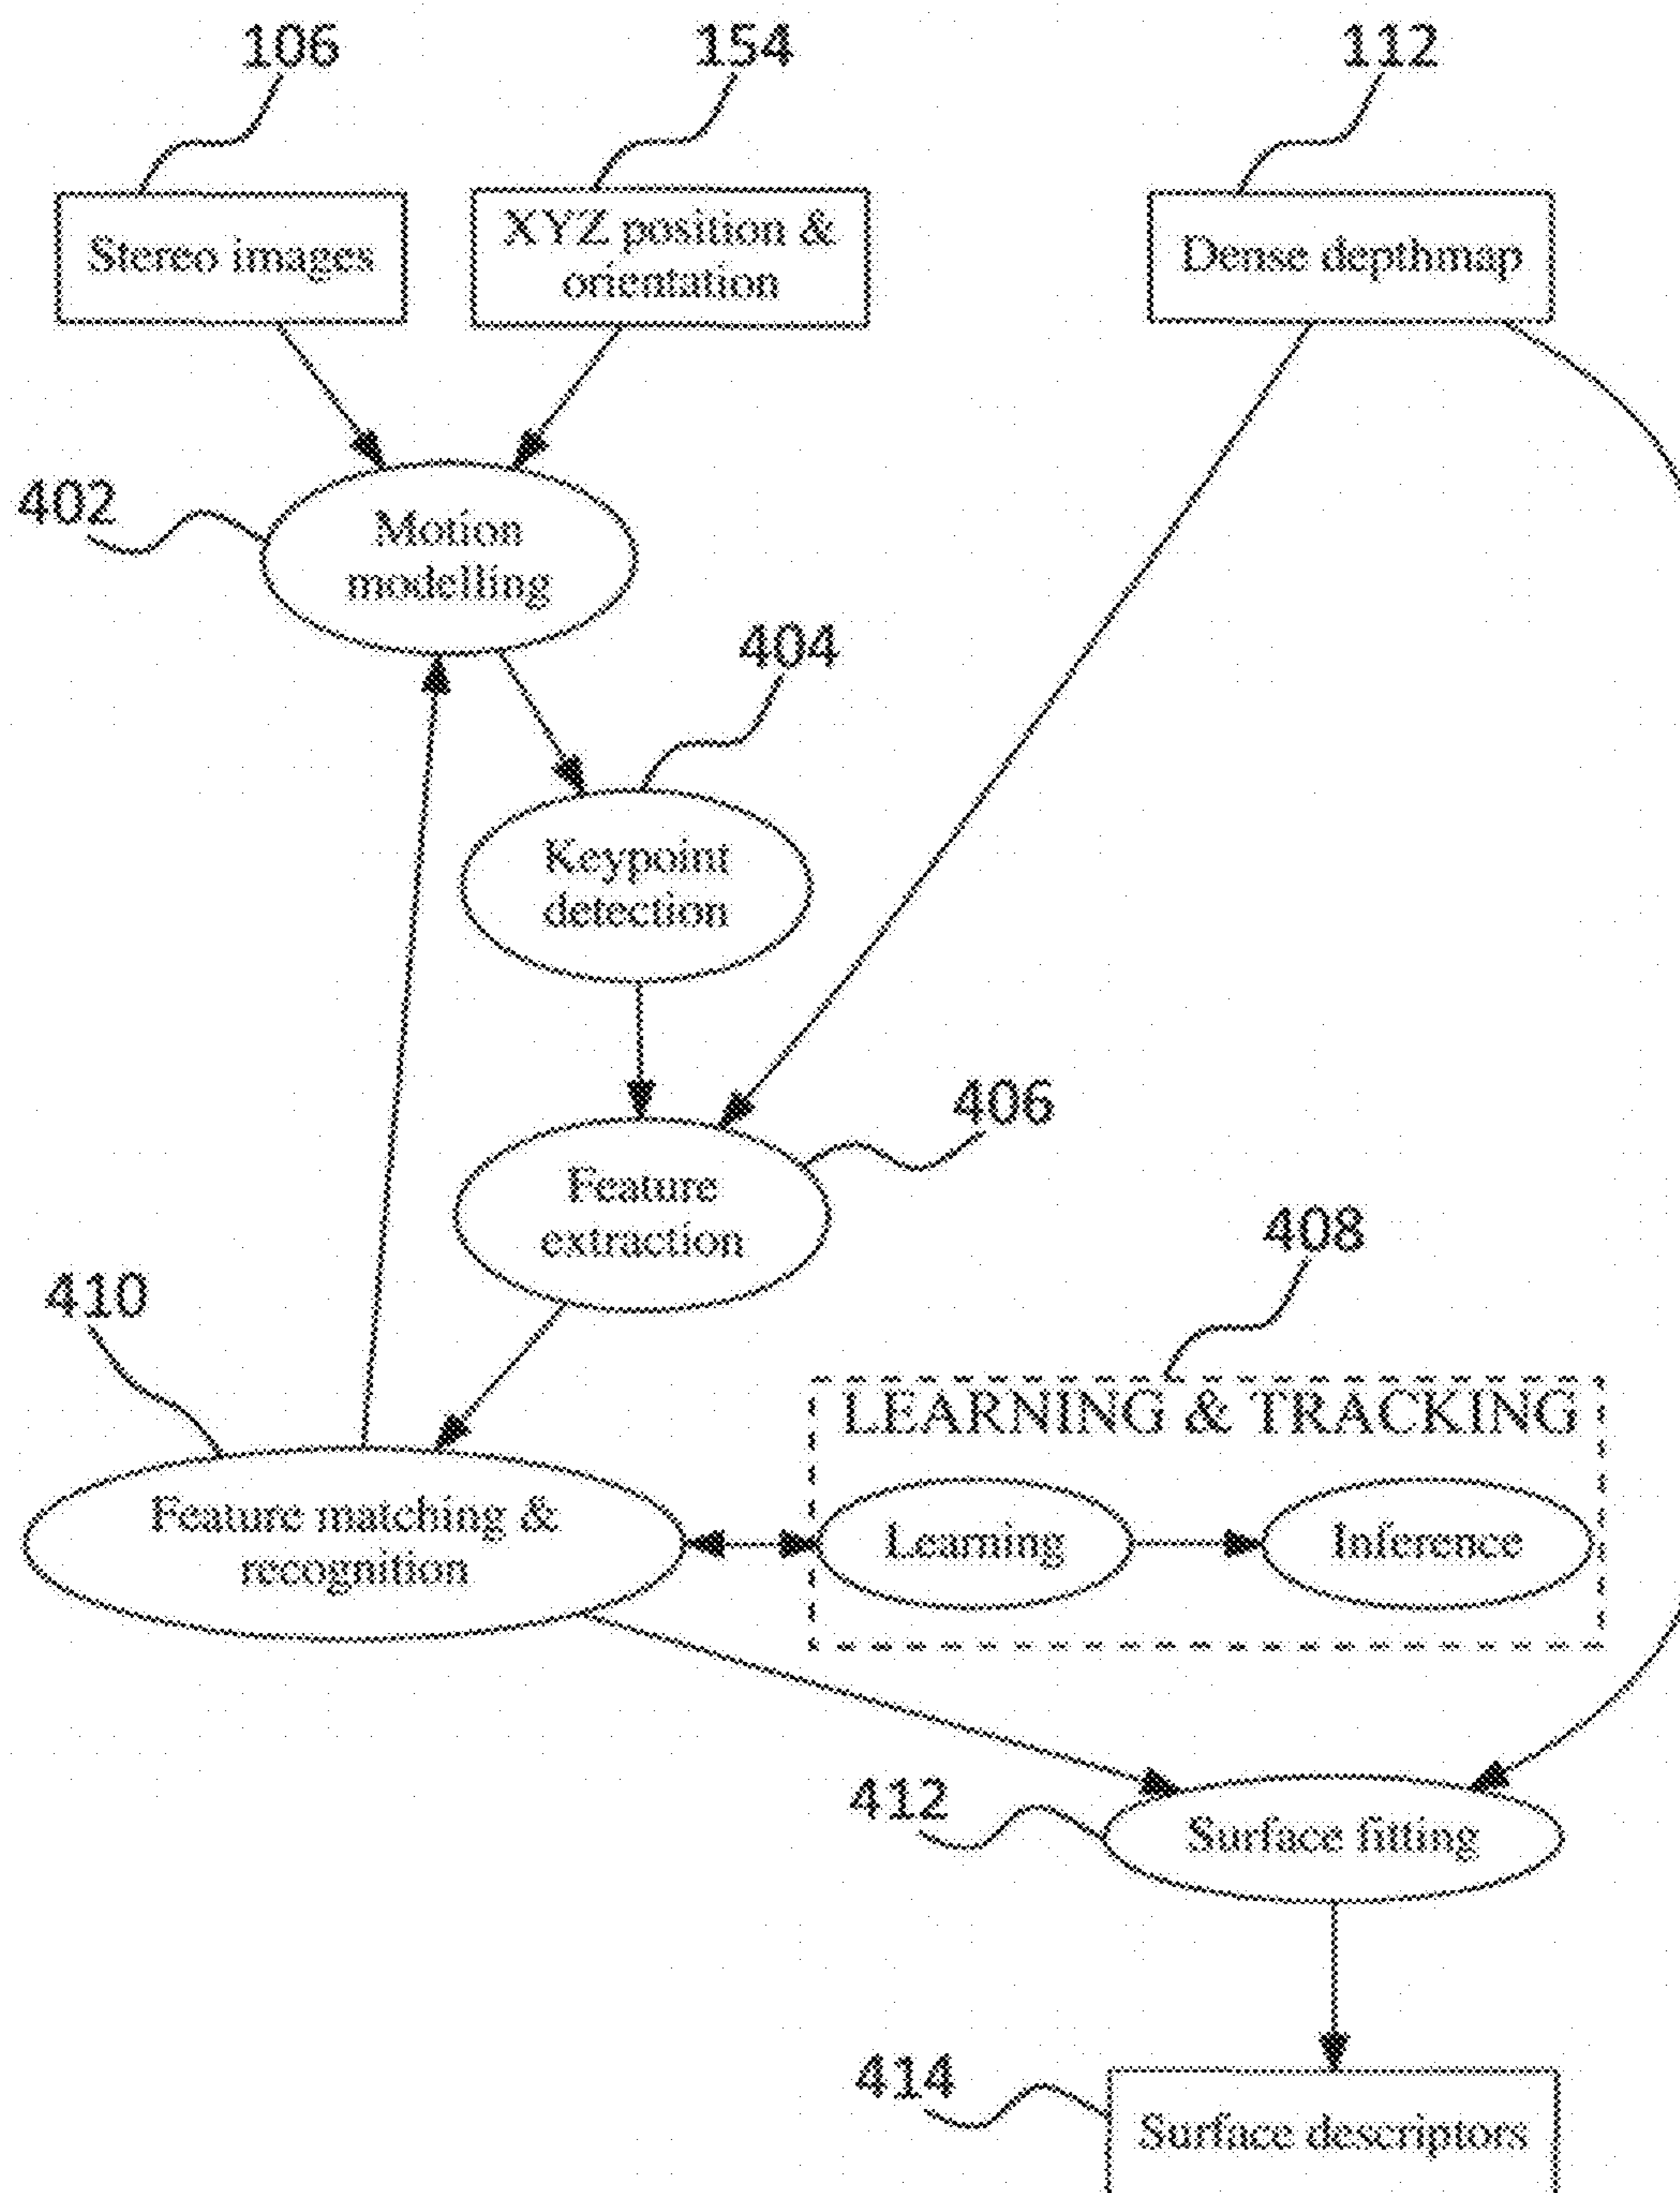 106
154
112
Stereo images
XYZ position &
orientation
Dense depthmap
402
Motion
modelling
404
Keypoint
detection
406
Feature
extraction
408
410
LEARNING & TRACKING
Feature matching &
recognition
Learning
Inference
412
Surface fitting
414
Surface descriptors